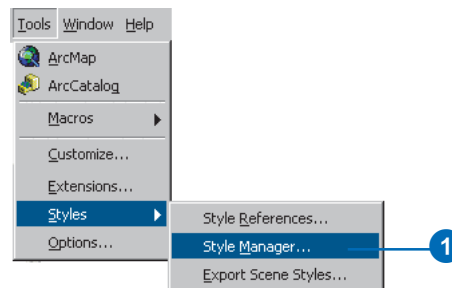 Tools Window Help
ArcMap
ArcCatalog
Macros
Customize...
Extensions...
Styles
Options...
Style References...
Style Manager...
Export Scene Styles...
1